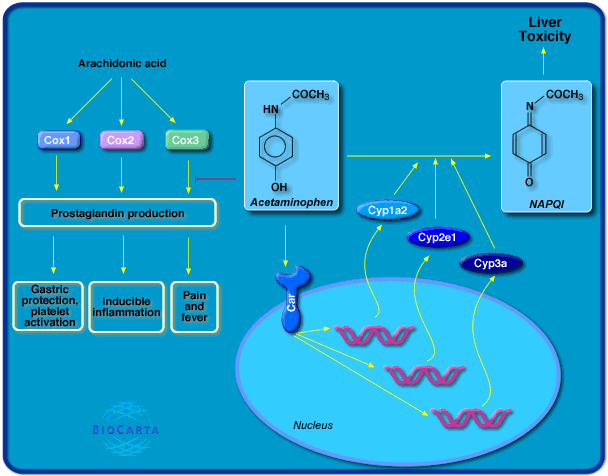 Liver
Toxicity
Arachidonic acid
COCH3
HN
OH
Acetaminophen
COCH3
N
O
NAPQI
Cox1
Cox2
Cox3
Prostaglandin production
Gastric
protection,
platelet
activation
Inducible
inflammation
Pain
and
fever
Cyp1a2
Cyp2e1
Cyp3a
Car
Nucleus
BIOCARTA